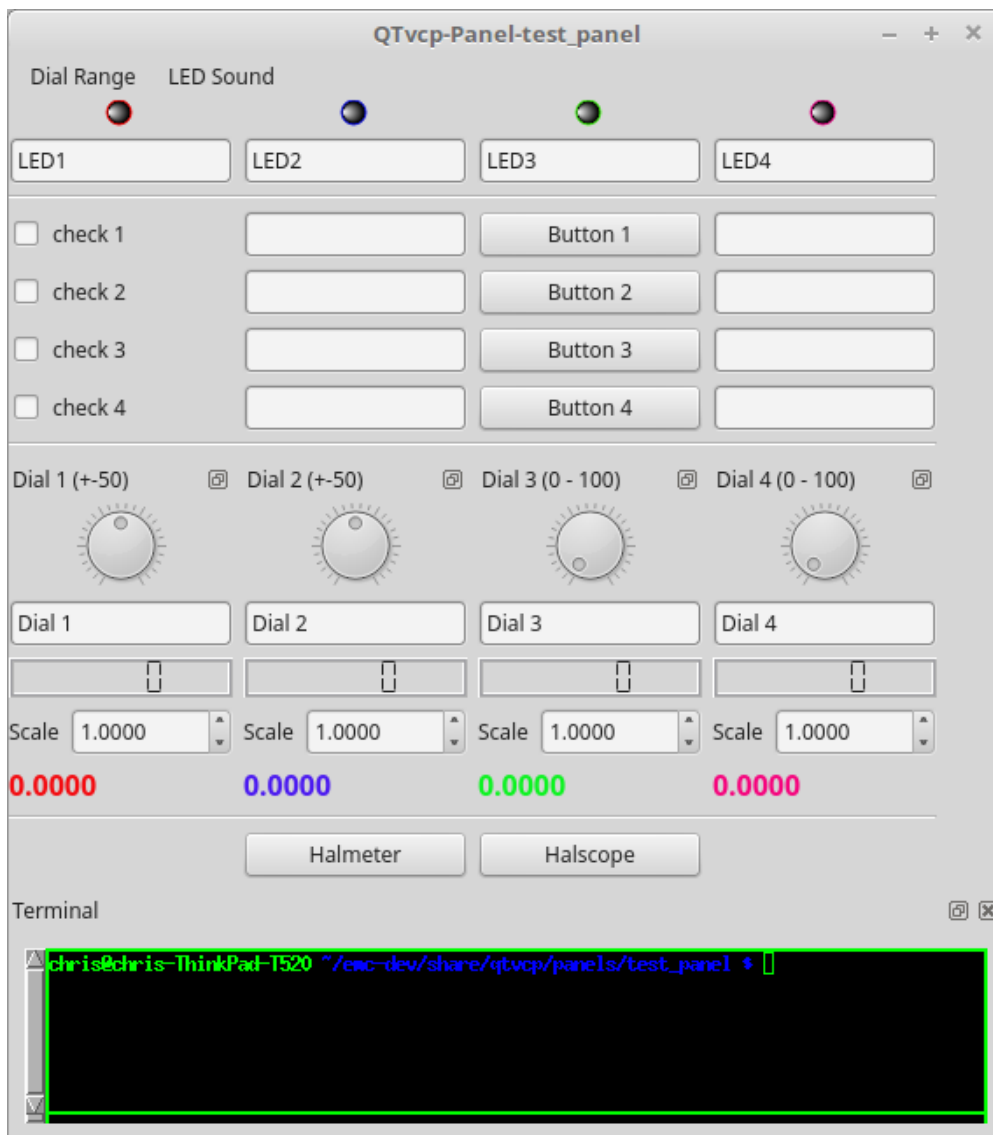 QTvcp-Panel-test_panel
Dial Range LED Sound
LED1 LED2 LED3 LED4
check 1 Button 1
check 2 Button 2
check 3 Button 3
check 4 Button 4
Dial 1 (+-50) Dial 2 (+-50) Dial 3 (0 - 100) Dial 4 (0 - 100)
Dial 1 Dial 2 Dial 3 Dial 4
0 0 0 0
Scale 1.0000 Scale 1.0000 Scale 1.0000 Scale 1.0000
0.0000 0.0000 0.0000 0.0000
Halmeter Halscope
Terminal
chris@chris-ThinkPad-T520 ~/emc-dev/share/qtvcp/panels/test_panel $